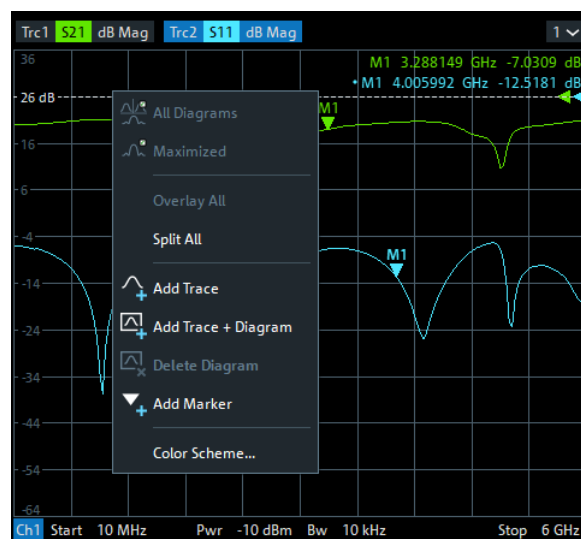 Trc1 S21 dB Mag Trc2 S11 dB Mag 1
36
M1 3.288149 GHz -7.0309 dB
•M1 4.005992 GHz -12.5181 dB
26 dB
M1
All Diagrams
-16
Maximized
-6
Overlay All
-4
Split All
M1
-14
Add Trace
-24
Add Trace + Diagram
-34
Delete Diagram
-44
Add Marker
-54
Color Scheme...
-64
Ch1 Start 10 MHz Pwr -10 dBm Bw 10 kHz Stop 6 GHz